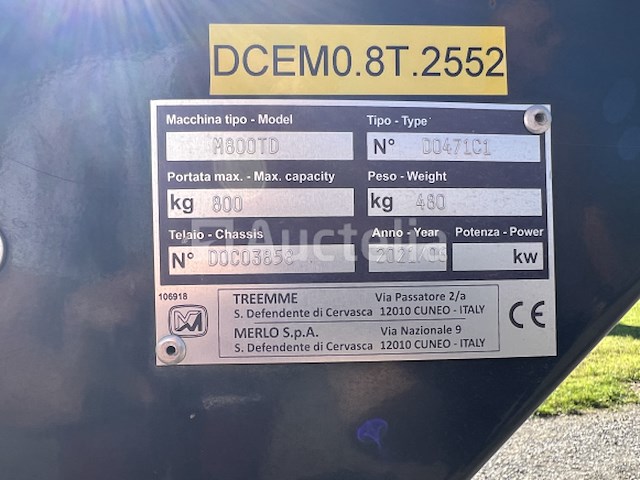 DCEM0.8T.2552
Macchina tipo - Model
M800TD
Tipo - Type
N° D0471C1
Portata max. - Max. capacity
kg 800
Peso - Weight
kg 460
Telaio - Chassis
N°
Anno - Year
Potenza - Power
kw
Auctelia
106918
TREEMME Via Passatore 2/a
S. Defendente di Cervasca 12010 CUNEO - ITALY
MERLO S.p.A. Via Nazionale 9
S. Defendente di Cervasca 12010 CUNEO - ITALY
CE